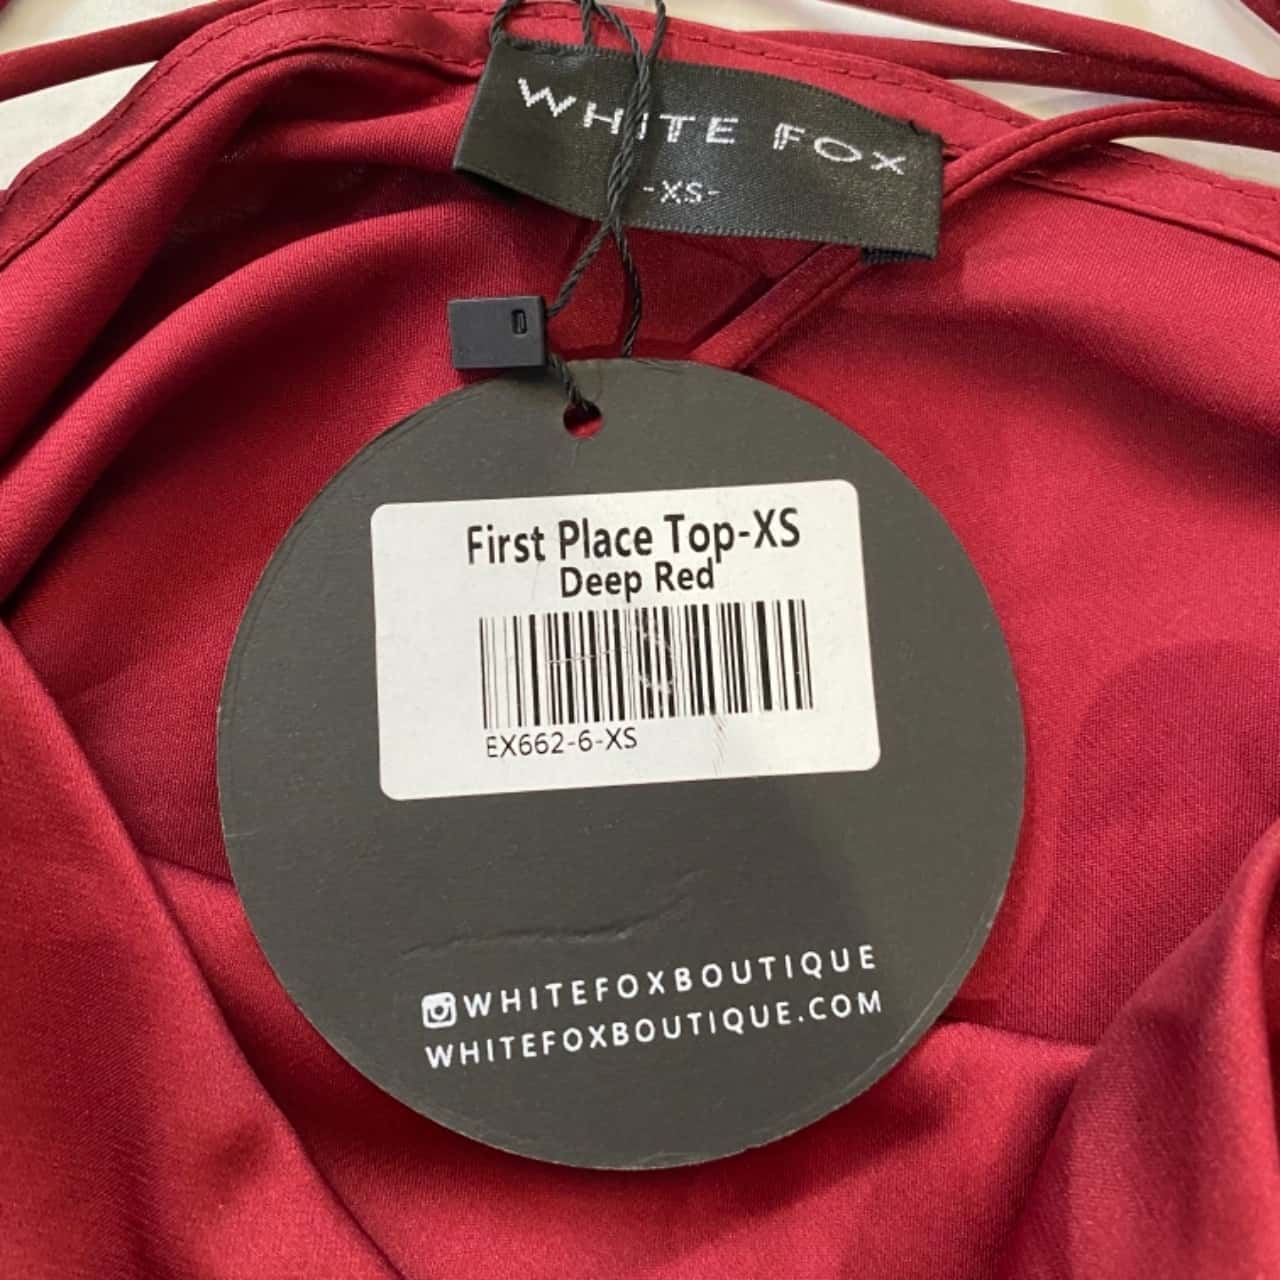 WHITE FOX
-XS-
First Place Top-XS
Deep Red
EX662-6-XS
WHITEFOXBOUTIQUE
WHITEFOXBOUTIQUE.COM